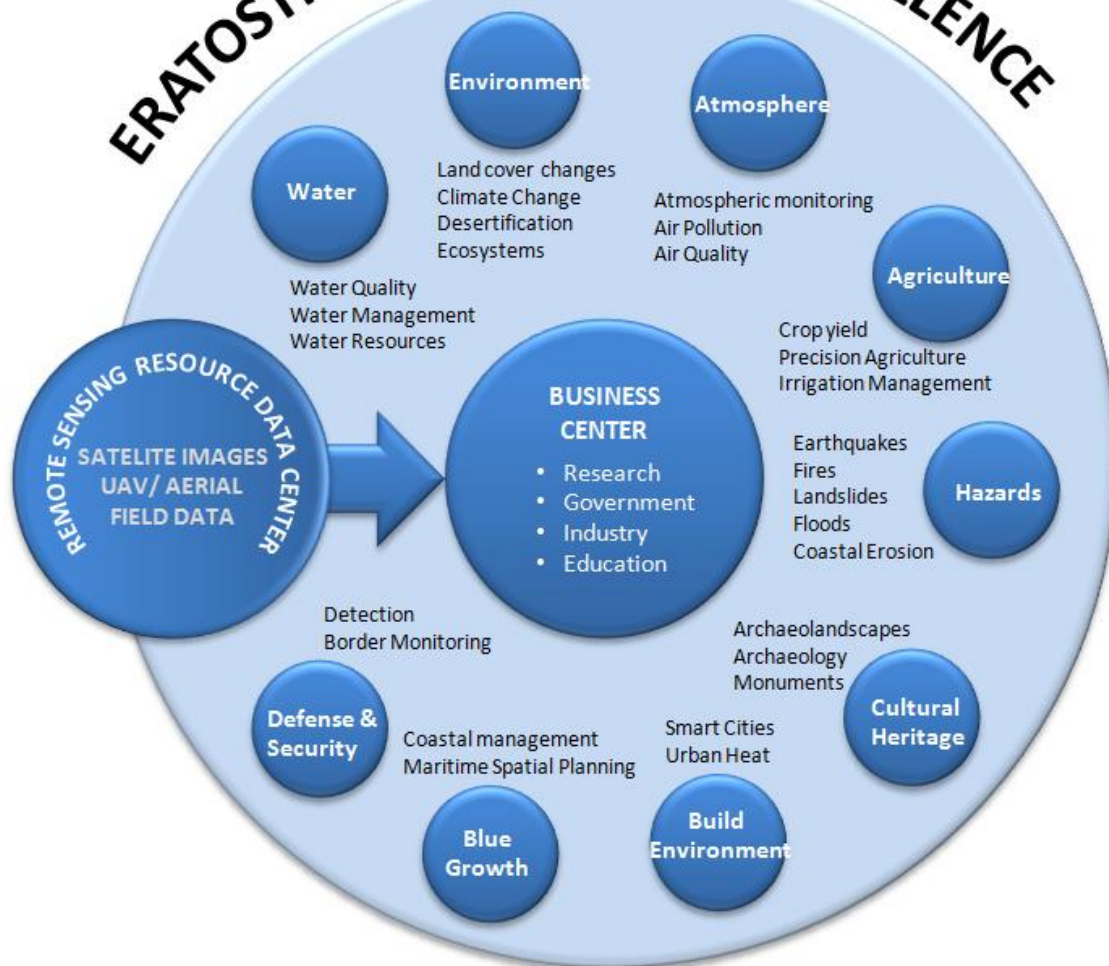 Environment
Land cover changes
Climate Change
Desertification
Ecosystems
Atmosphere
Atmospheric monitoring
Air Pollution
Air Quality
Water
Water Quality
Water Management
Water Resources
Agriculture
Crop yield
Precision Agriculture
Irrigation Management
REMOTE SENSING RESOURCE DATA CENTER
SATELITE IMAGES
UAV/ AERIAL
FIELD DATA
BUSINESS
CENTER
• Research
• Government
• Industry
• Education
Earthquakes
Fires
Landslides
Floods
Coastal Erosion
Hazards
Detection
Border Monitoring
Defense &
Security
Archaeolandscapes
Archaeology
Monuments
Cultural
Heritage
Coastal management
Maritime Spatial Planning
Blue
Growth
Smart Cities
Urban Heat
Build
Environment